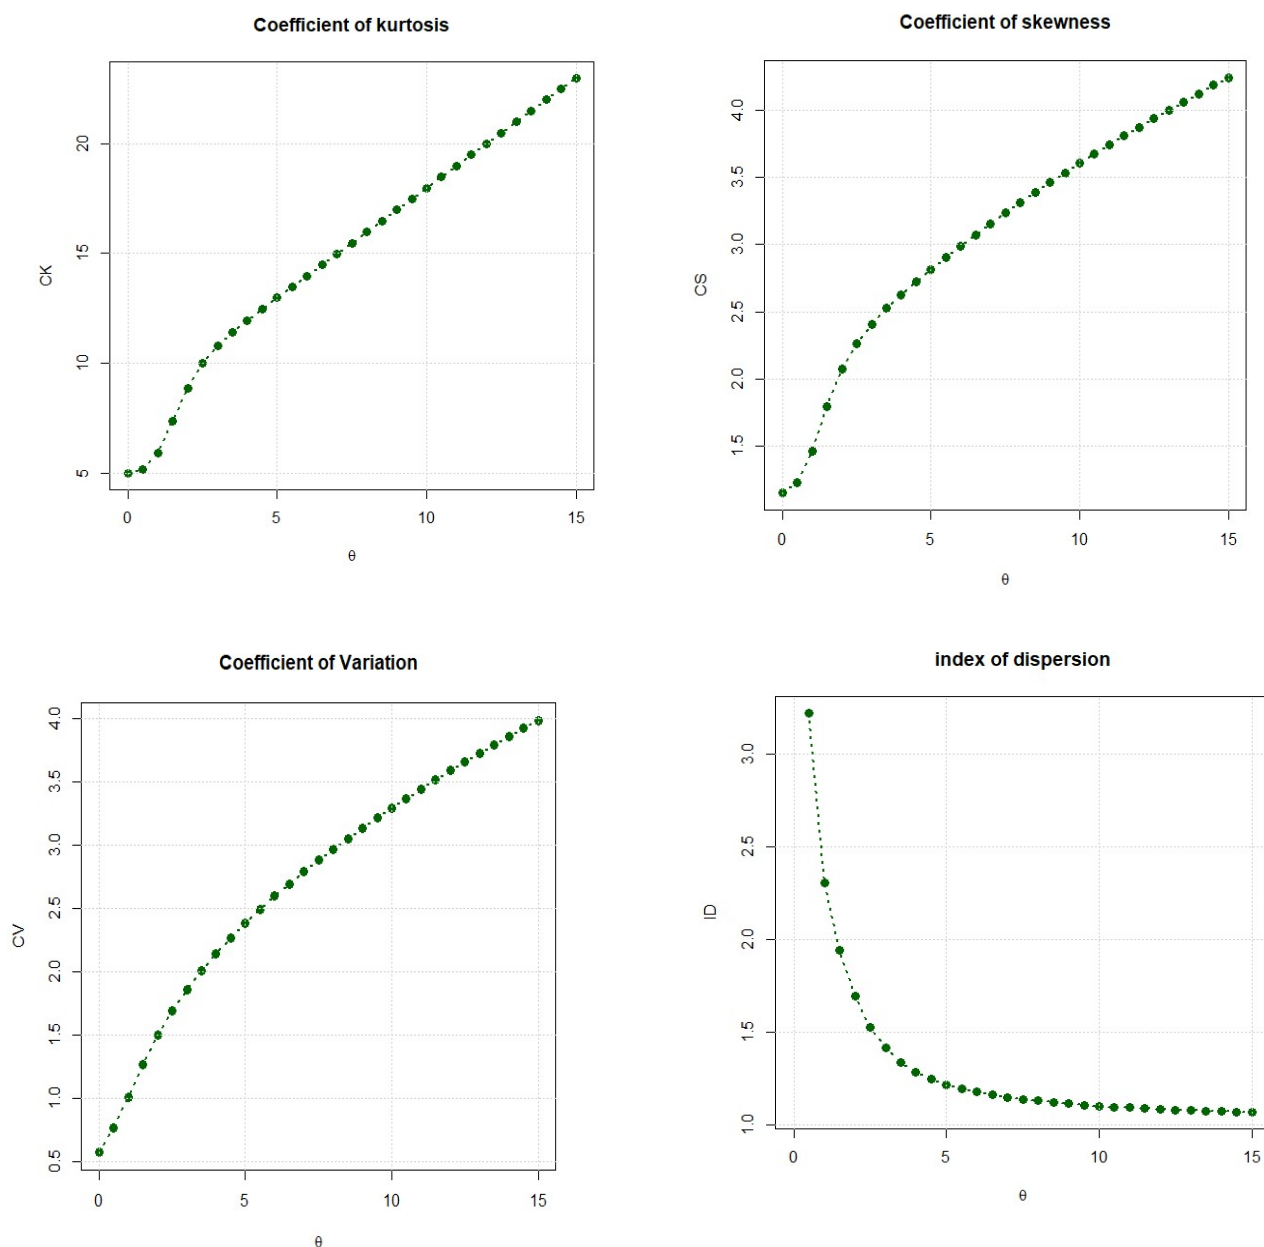 Coefficient of kurtosis
CK
20
15
10
5
0 5 10 15
θ
Coefficient of skewness
CS
4.0
3.5
3.0
2.5
2.0
1.5
0 5 10 15
θ
Coefficient of Variation
CV
4.0
3.5
3.0
2.5
2.0
1.5
1.0
0.5
0 5 10 15
θ
index of dispersion
ID
3.0
2.5
2.0
1.5
1.0
0 5 10 15
θ